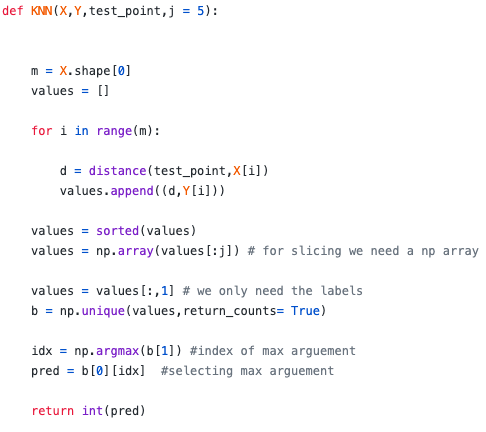 def KNN(X,Y,test_point,j = 5):
m = X.shape[0]
values = []
for i in range(m):
d = distance(test_point,X[i])
values.append((d,Y[i]))
values = sorted(values)
values = np.array(values[:j]) # for slicing we need a np array
values = values[:,1] # we only need the labels
b = np.unique(values,return_counts= True)
idx = np.argmax(b[1]) #index of max arguement
pred = b[0][idx]  #selecting max arguement
return int(pred)